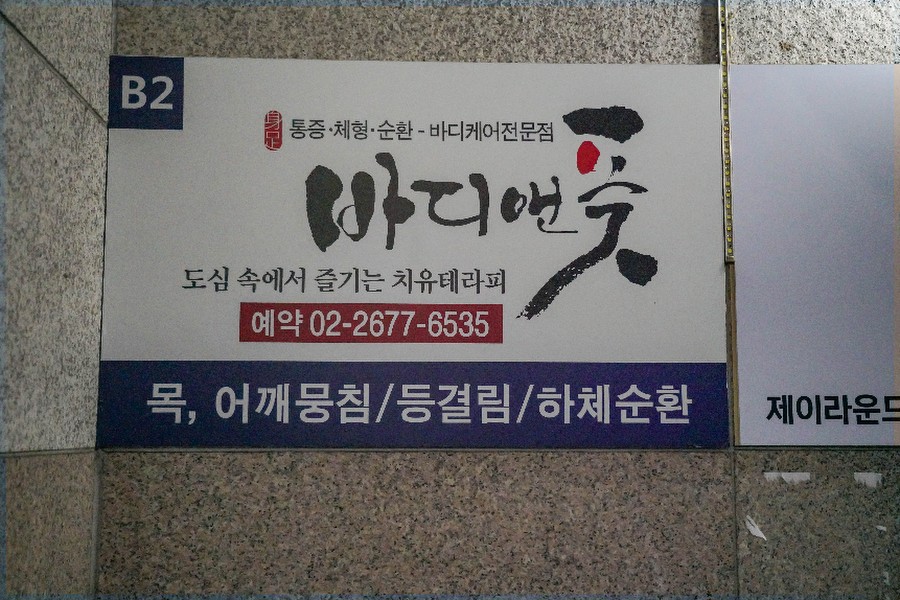 B2
통증·체형·순환 - 바디케어전문점
바디앤풋
도심 속에서 즐기는 치유테라피
예약 02-2677-6535
목, 어깨뭉침/등결림/하체순환
제이라운드